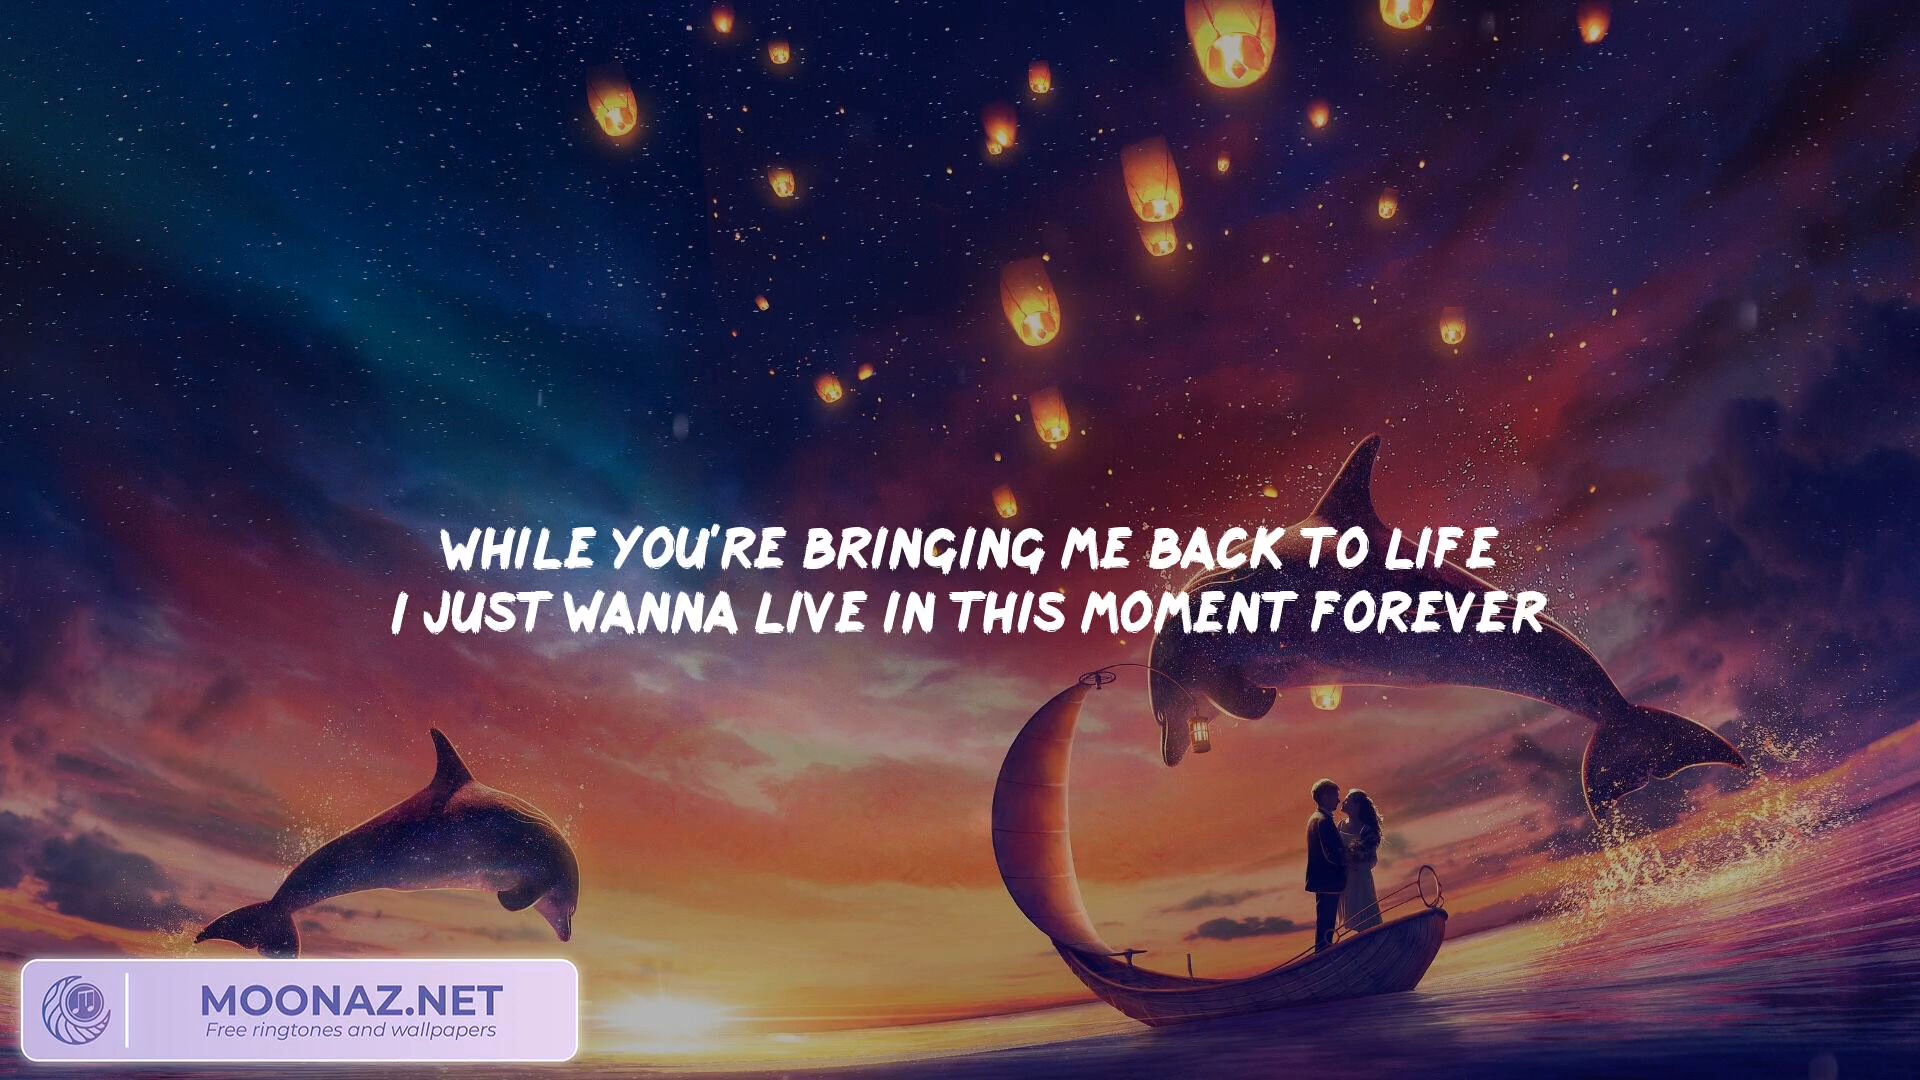 WHILE YOU'RE BRINGING ME BACK TO LIFE
I JUST WANNA LIVE IN THIS MOMENT FOREVER
MOONAZ.NET
Free ringtones and wallpapers